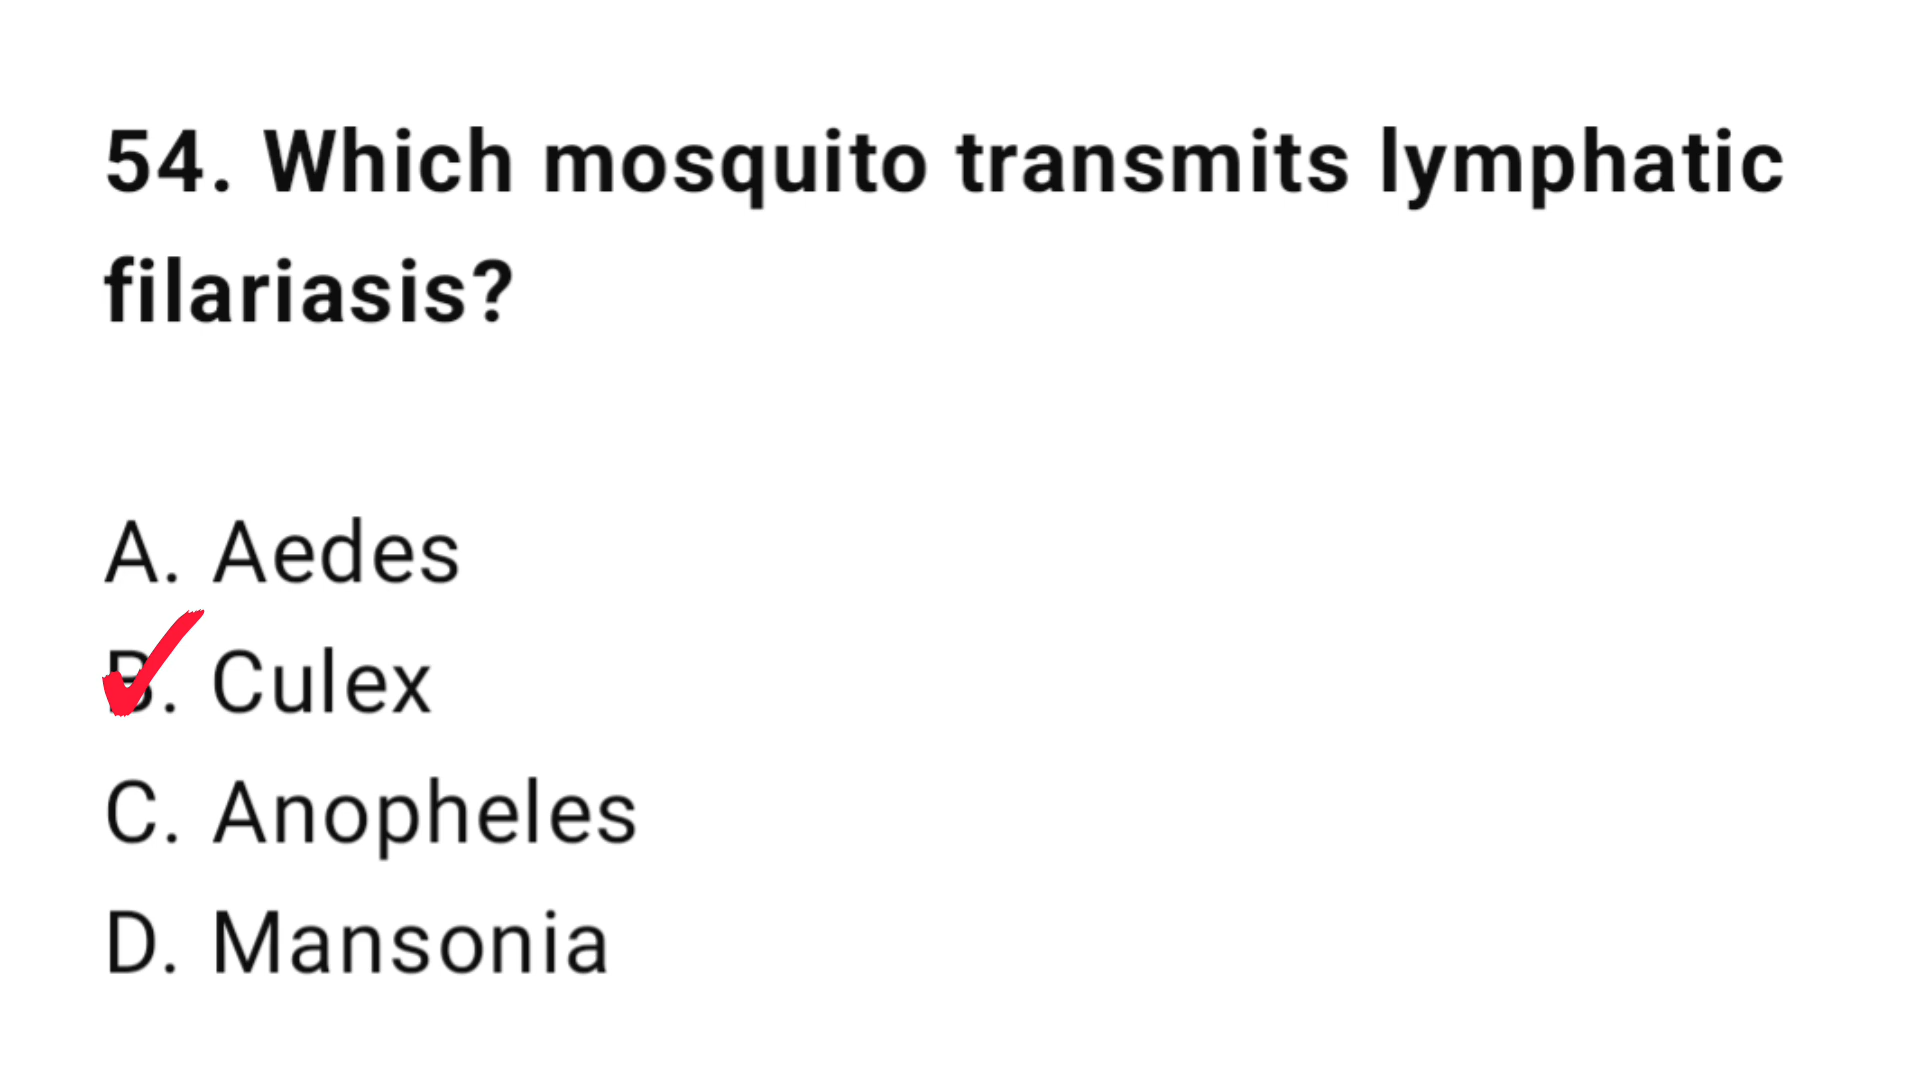 54. Which mosquito transmits lymphatic
filariasis?
A. Aedes
B. Culex
C. Anopheles
D. Mansonia